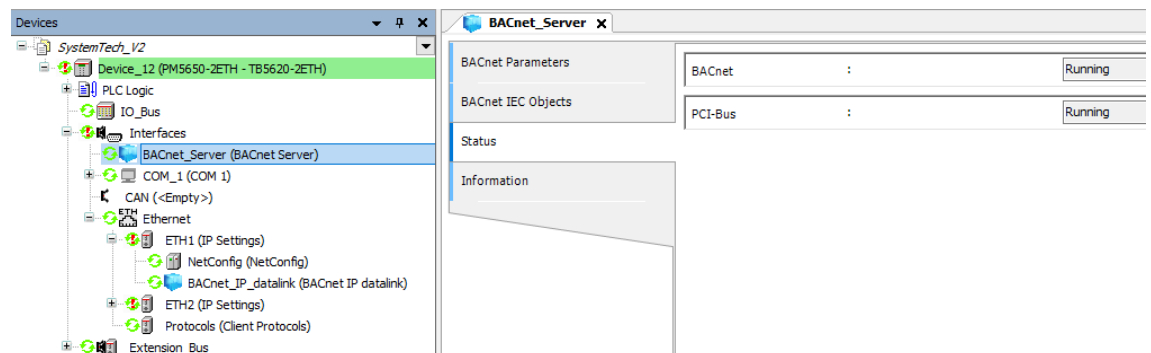 Devices
SystemTech_V2
Device_12 (PM5650-2ETH - TB5620-2ETH)
PLC Logic
IO_Bus
Interfaces
BACnet_Server (BACnet Server)
COM_1 (COM 1)
CAN (<Empty>)
ETH Ethernet
ETH1 (IP Settings)
NetConfig (NetConfig)
BACnet_IP_datalink (BACnet IP datalink)
ETH2 (IP Settings)
Protocols (Client Protocols)
Extension Bus
BACnet_Server
BACnet Parameters
BACnet IEC Objects
Status
Information
BACnet : Running
PCI-Bus : Running